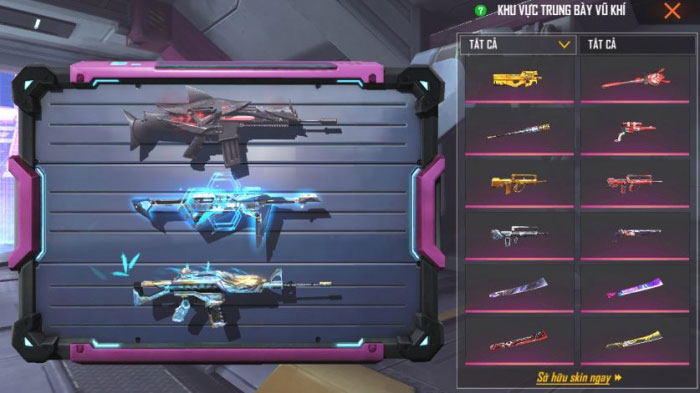 KHU VỰC TRƯNG BÀY VŨ KHÍ
TẤT CẢ
TẤT CẢ
Sở hữu skin ngay